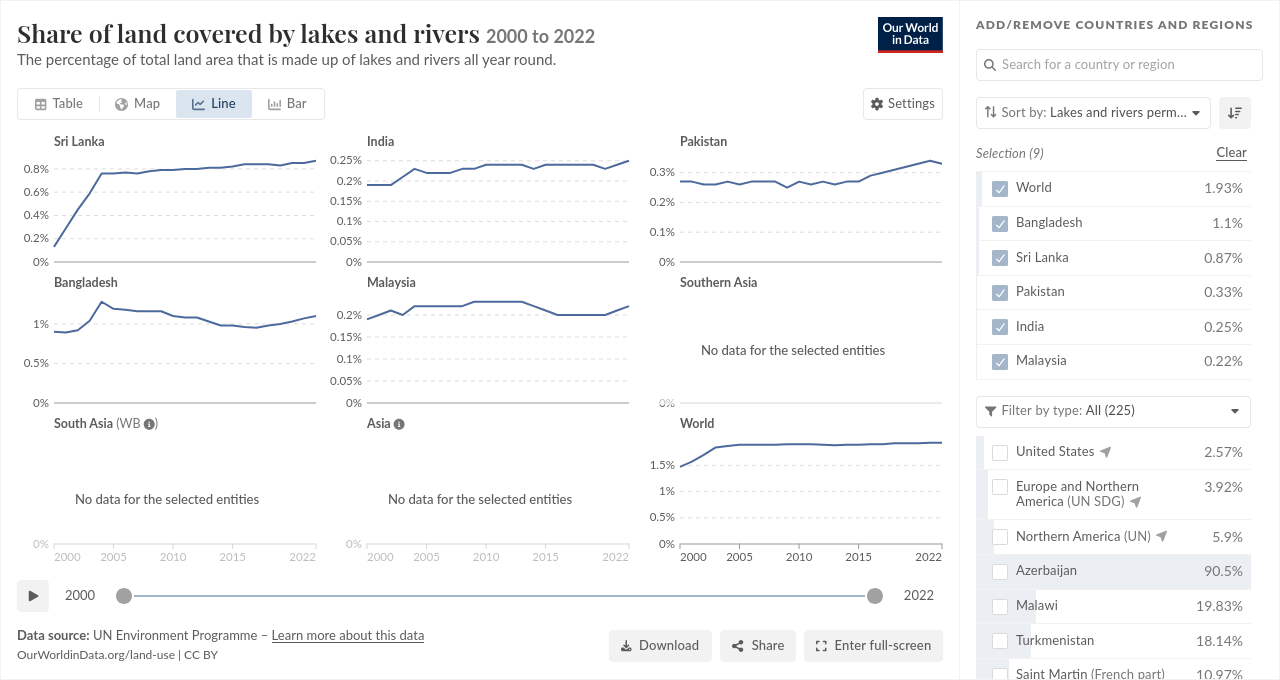 Share of land covered by lakes and rivers 2000 to 2022
The percentage of total land area that is made up of lakes and rivers all year round.
Our World
in Data
Table
Map
Line
Bar
Settings
Sri Lanka
0.8%
0.6%
0.4%
0.2%
0%
India
0.25%
0.2%
0.15%
0.1%
0.05%
0%
Pakistan
0.3%
0.2%
0.1%
0%
Bangladesh
1%
0.5%
0%
Malaysia
0.2%
0.15%
0.1%
0.05%
0%
Southern Asia
No data for the selected entities
0%
South Asia (WB)
No data for the selected entities
0%
2000 2005 2010 2015 2022
Asia
No data for the selected entities
0%
2000 2005 2010 2015 2022
World
1.5%
1%
0.5%
0%
2000 2005 2010 2015 2022
2000
2022
Data source: UN Environment Programme – Learn more about this data
OurWorldinData.org/land-use | CC BY
Download
Share
Enter full-screen
ADD/REMOVE COUNTRIES AND REGIONS
Search for a country or region
Sort by: Lakes and rivers perm...
Selection (9)
Clear
World 1.93%
Bangladesh 1.1%
Sri Lanka 0.87%
Pakistan 0.33%
India 0.25%
Malaysia 0.22%
Filter by type: All (225)
United States 2.57%
Europe and Northern
America (UN SDG) 3.92%
Northern America (UN) 5.9%
Azerbaijan 90.5%
Malawi 19.83%
Turkmenistan 18.14%
Saint Martin (French part) 10.97%